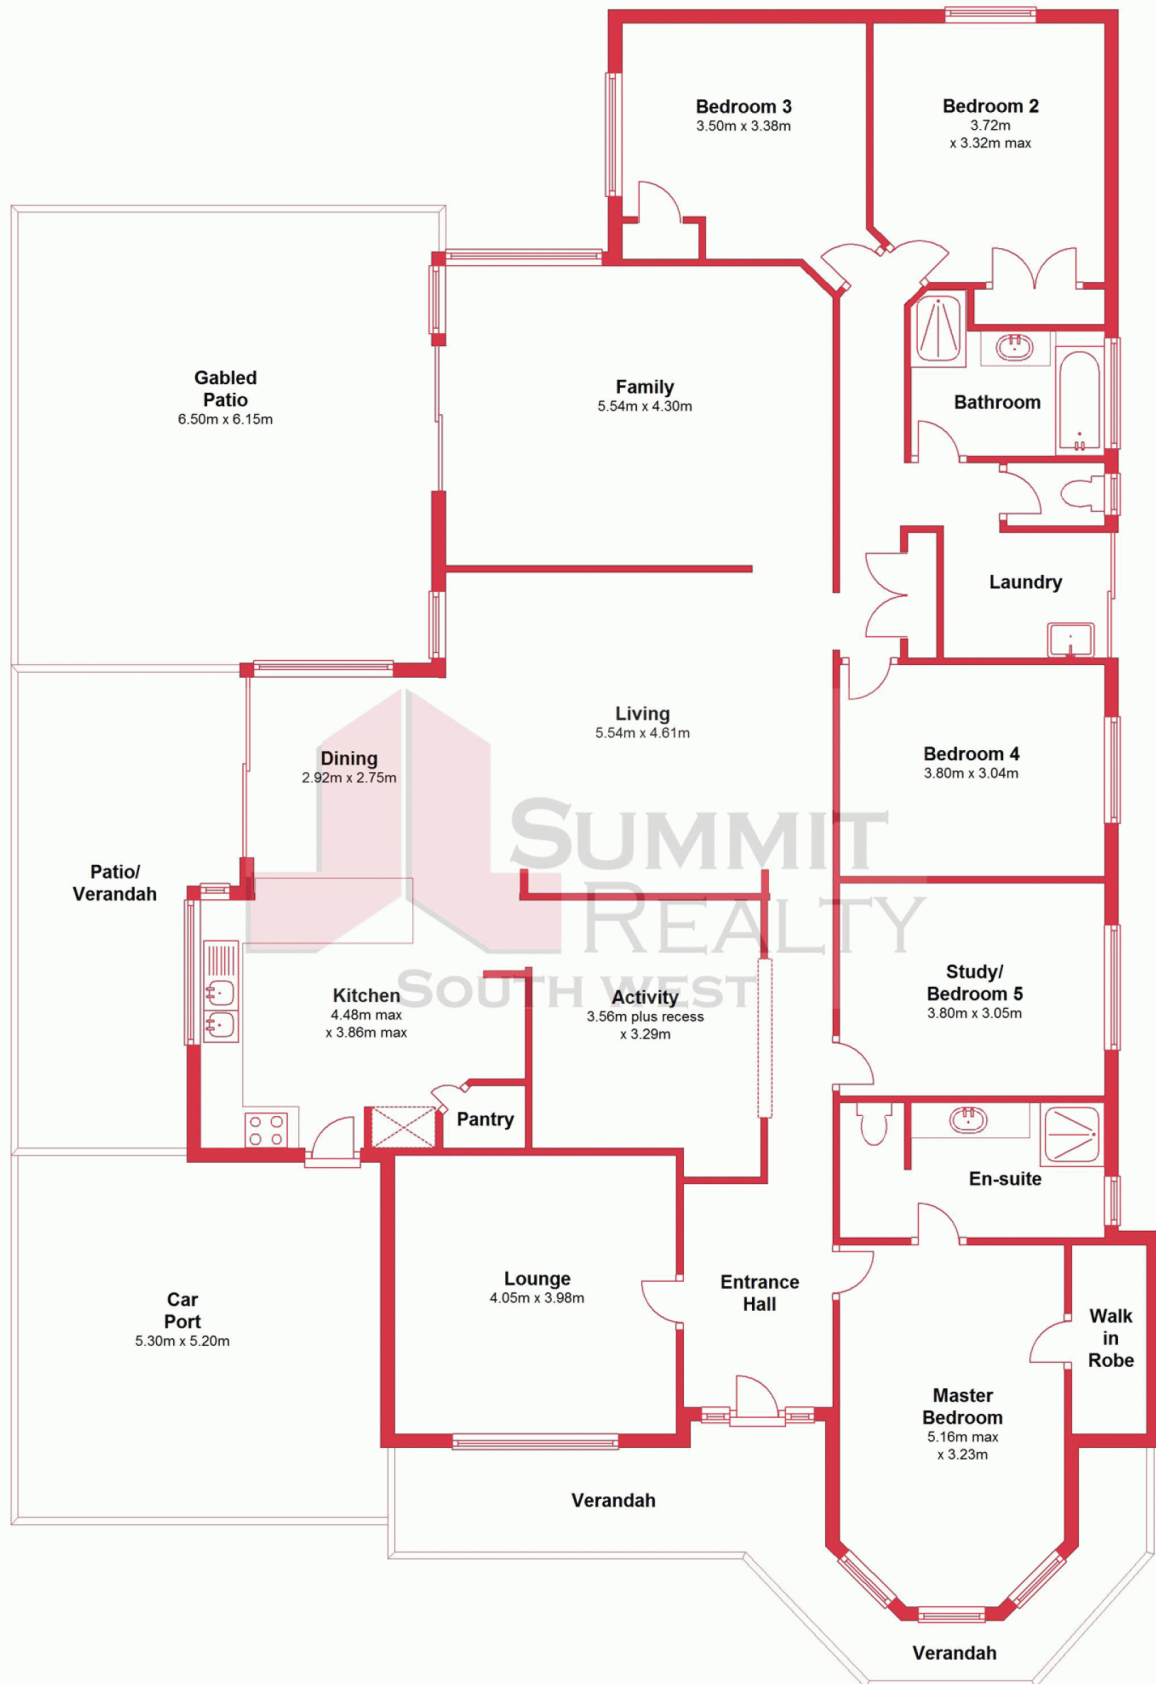 Bedroom 3
3.50m x 3.38m
Bedroom 2
3.72m
x 3.32m max
Gabled
Patio
6.50m x 6.15m
Family
5.54m x 4.30m
Bathroom
Laundry
Living
5.54m x 4.61m
Dining
2.92m x 2.75m
Bedroom 4
3.80m x 3.04m
Patio/
Verandah
SUMMIT
REALTY
SOUTH WEST
Kitchen
4.48m max
x 3.86m max
Activity
3.56m plus recess
x 3.29m
Study/
Bedroom 5
3.80m x 3.05m
Pantry
En-suite
Lounge
4.05m x 3.98m
Entrance
Hall
Car
Port
5.30m x 5.20m
Walk
in
Robe
Master
Bedroom
5.16m max
x 3.23m
Verandah
Verandah